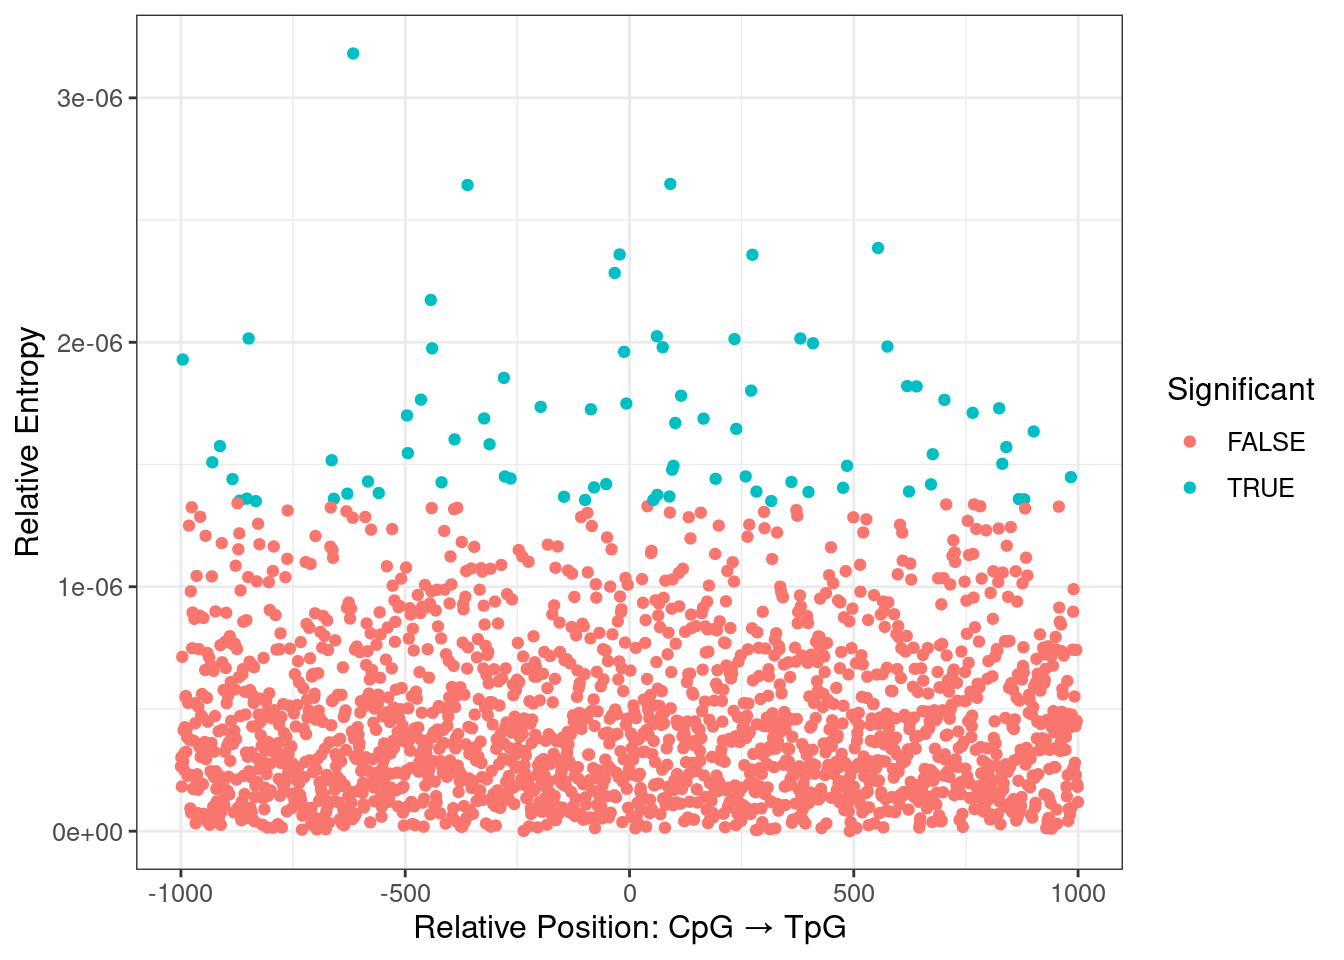 3e-06
2e-06
1e-06
0e+00
Relative Entropy
-1000
-500
0
500
1000
Relative Position: CpG → TpG
Significant
FALSE
TRUE